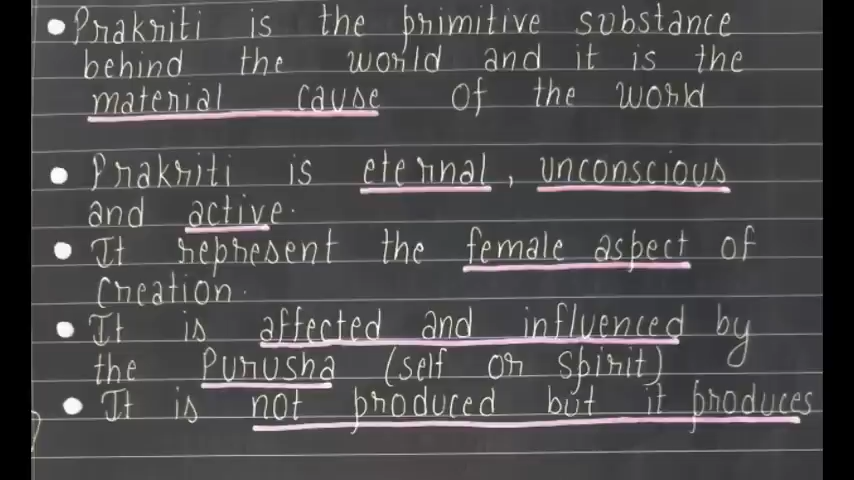 Prakriti is the primitive substance
behind the world and it is the
material cause of the world
Prakriti is eternal, unconscious
and active.
It represent the female aspect of
creation.
It is affected and influenced by
the Purusha (self or spirit)
It is not produced but it produces